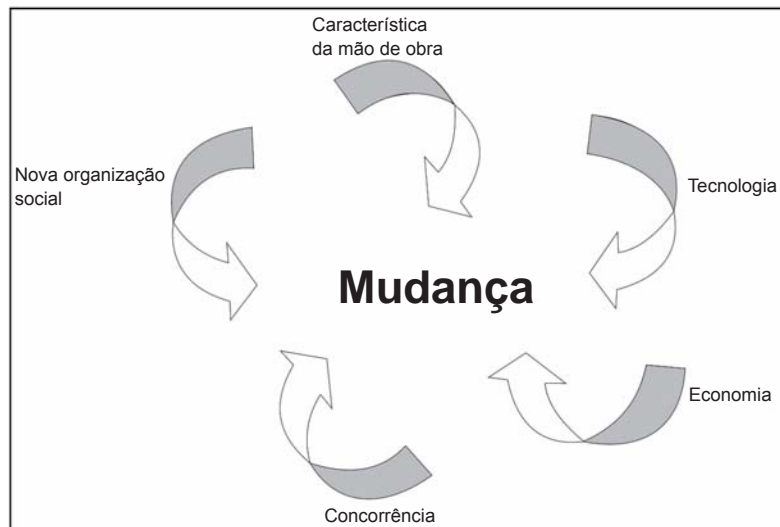 Característica
da mão de obra
Nova organização
social
Tecnologia
Mudança
Economia
Concorrência